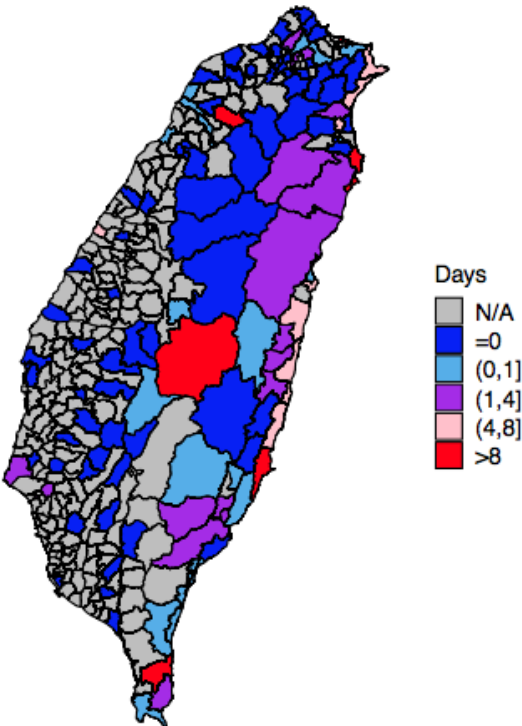 Days
N/A
=0
(0,1]
(1,4]
(4,8]
>8